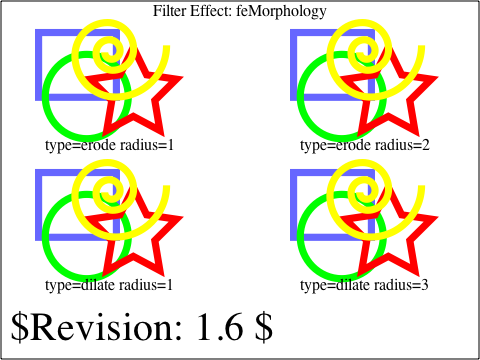 Filter Effect: feMorphology
type=erode radius=1
type=erode radius=2
type=dilate radius=1
type=dilate radius=3
$Revision: 1.6 $